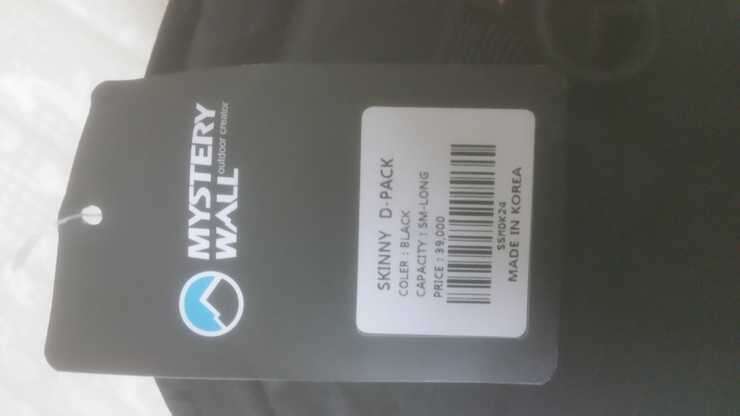 MYSTERY
WALL outdoor creator
SKINNY D-PACK
COLER : BLACK
CAPACITY : SM-LONG
PRICE : 39,000
SSMDK24
MADE IN KOREA